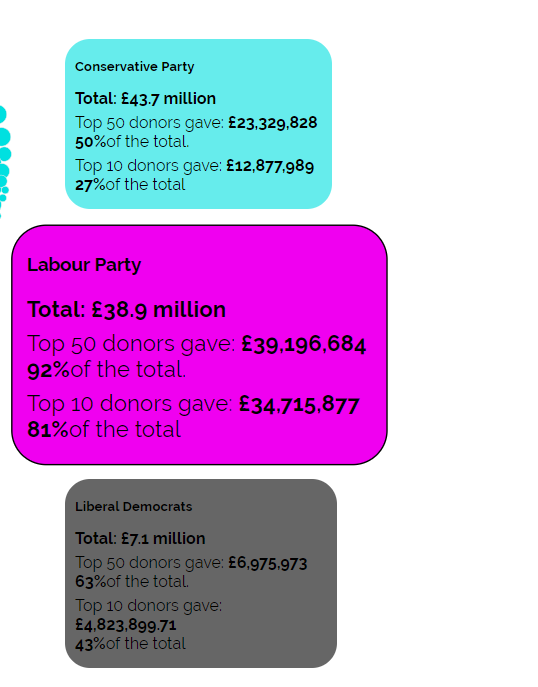 Conservative Party
Total: £43.7 million
Top 50 donors gave: £23,329,828
50%of the total.
Top 10 donors gave: £12,877,989
27%of the total
Labour Party
Total: £38.9 million
Top 50 donors gave: £39,196,684
92%of the total.
Top 10 donors gave: £34,715,877
81%of the total
Liberal Democrats
Total: £7.1 million
Top 50 donors gave: £6,975,973
63%of the total.
Top 10 donors gave:
£4,823,899.71
43%of the total